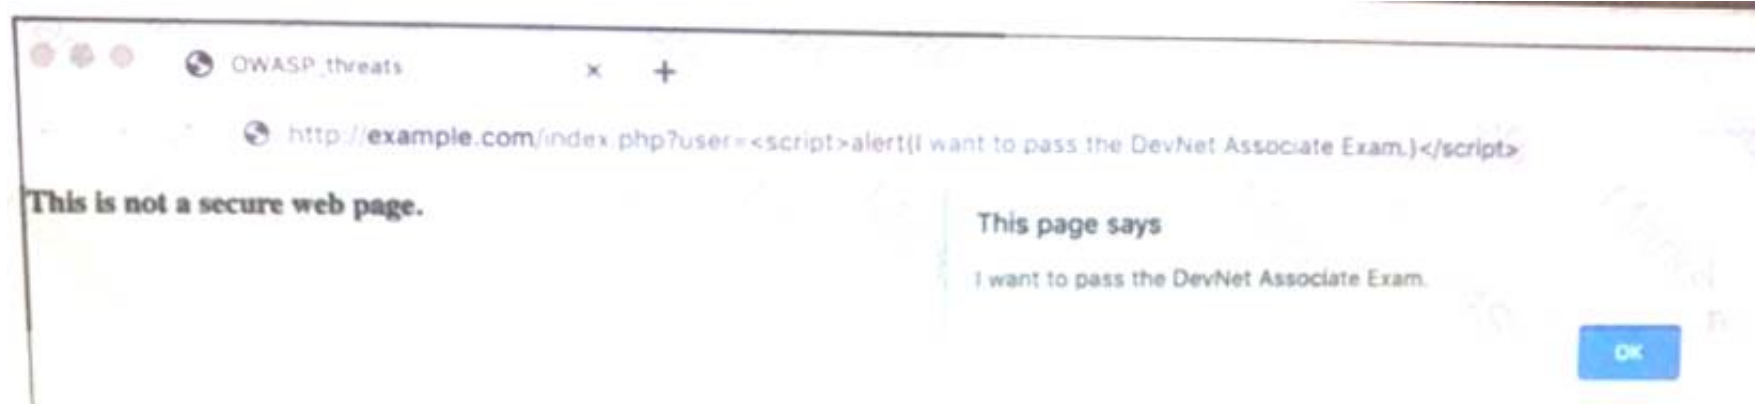 OWASP_threats
http://example.com/index.php?user=<script>alert(I want to pass the DevNet Associate Exam.)</script>
This is not a secure web page.
This page says
I want to pass the DevNet Associate Exam.
OK